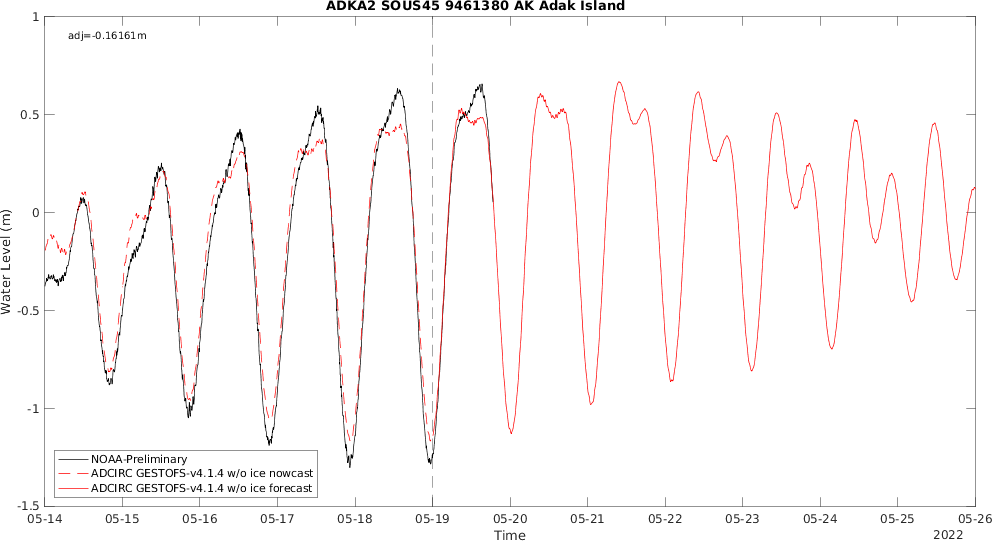 ADKA2 SOUS45 9461380 AK Adak Island
adj=-0.16161m
1
0.5
0
-0.5
-1
-1.5
Water Level (m)
NOAA-Preliminary
ADCIRC GESTOFS-v4.1.4 w/o ice nowcast
ADCIRC GESTOFS-v4.1.4 w/o ice forecast
05-14 05-15 05-16 05-17 05-18 05-19 05-20 05-21 05-22 05-23 05-24 05-25 05-26
Time
2022